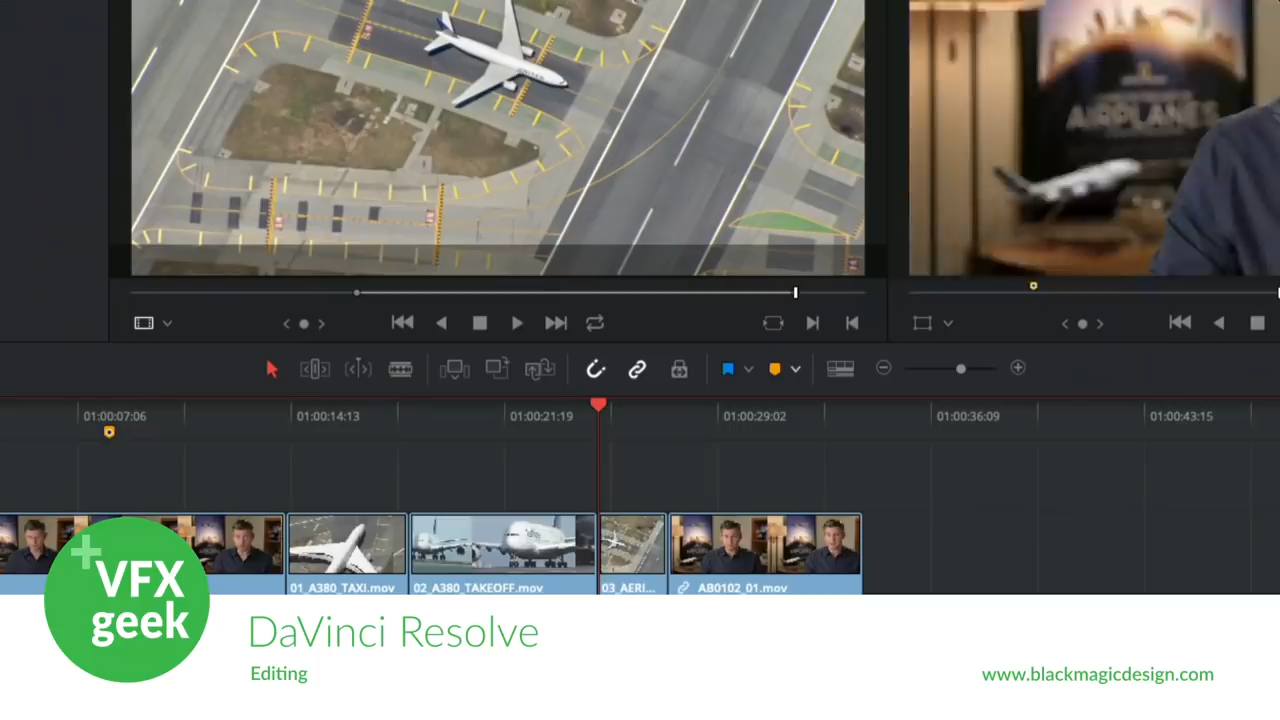 AIRPLANES
01:00:07:06
01:00:14:13
01:00:21:19
01:00:29:02
01:00:36:09
01:00:43:15
01_A380_TAXI.mov
02_A380_TAKEOFF.mov
03_AERI...
AB0102_01.mov
+VFX
geek
DaVinci Resolve
Editing
www.blackmagicdesign.com